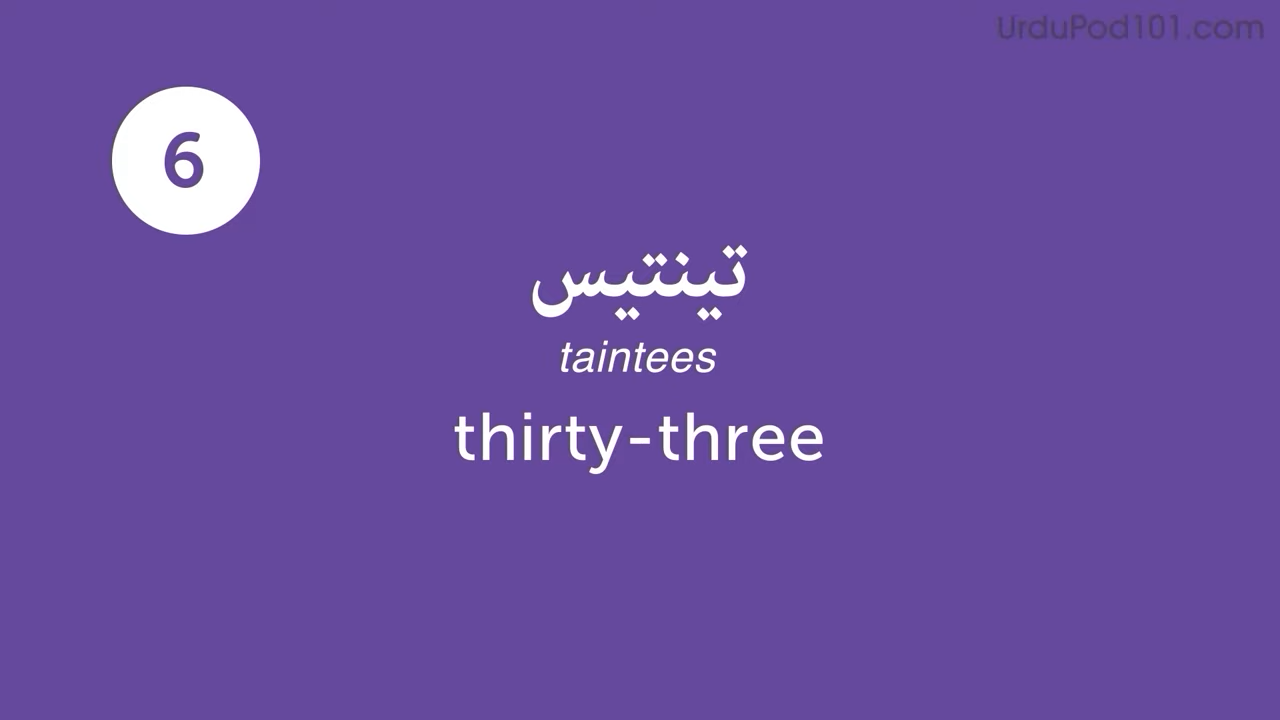 UrduPod101.com
6
تینتیس
taintees
thirty-three